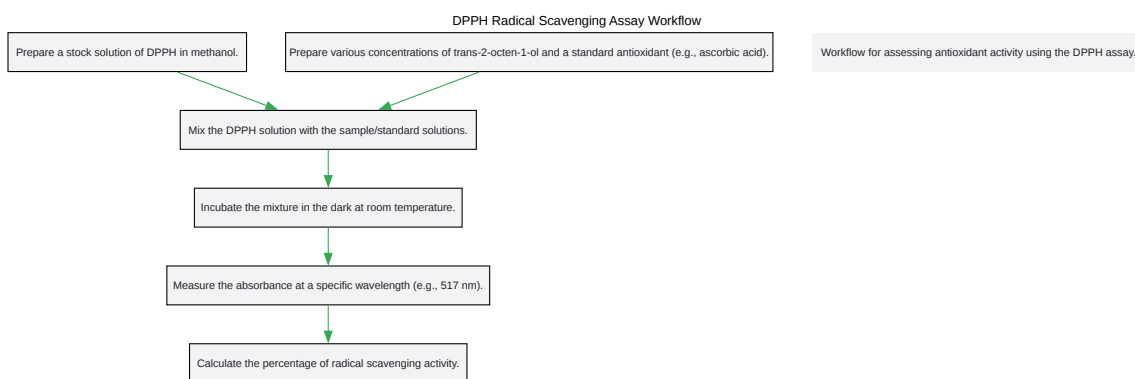 DPPH Radical Scavenging Assay Workflow
Prepare a stock solution of DPPH in methanol.
Prepare various concentrations of trans-2-octen-1-ol and a standard antioxidant (e.g., ascorbic acid).
Workflow for assessing antioxidant activity using the DPPH assay.
Mix the DPPH solution with the sample/standard solutions.
Incubate the mixture in the dark at room temperature.
Measure the absorbance at a specific wavelength (e.g., 517 nm).
Calculate the percentage of radical scavenging activity.